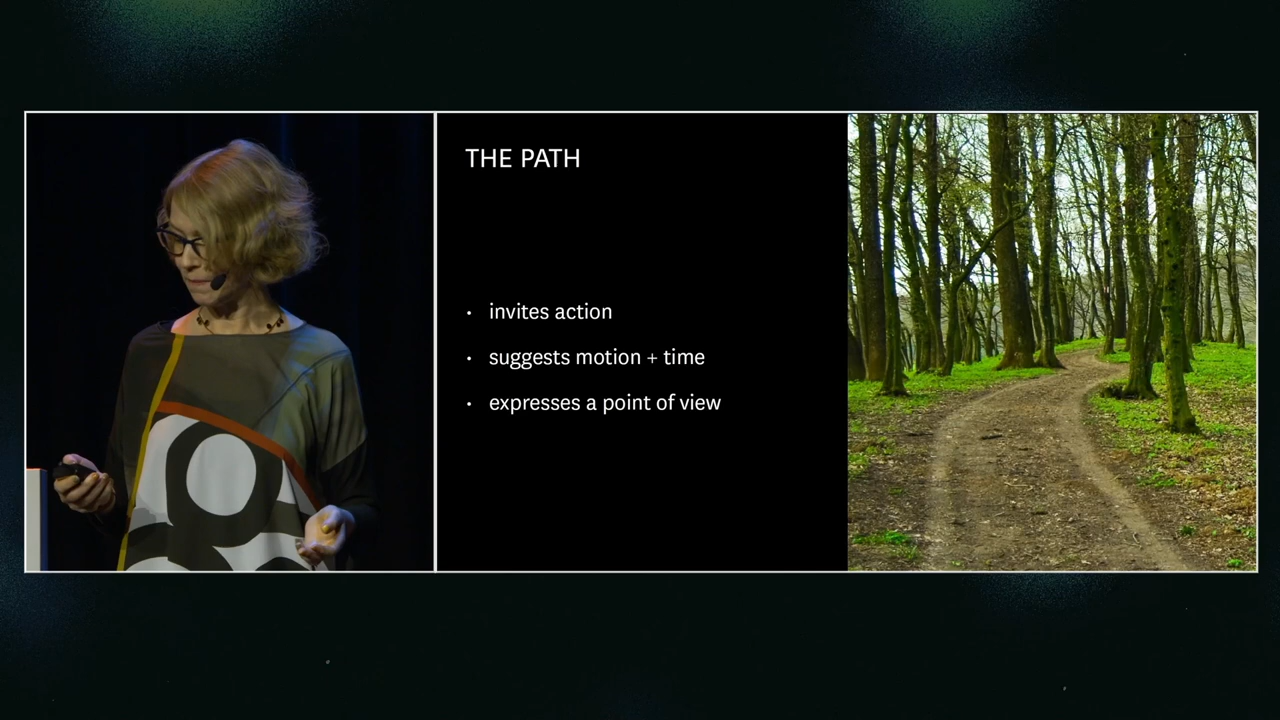 THE PATH
• invites action
• suggests motion + time
• expresses a point of view